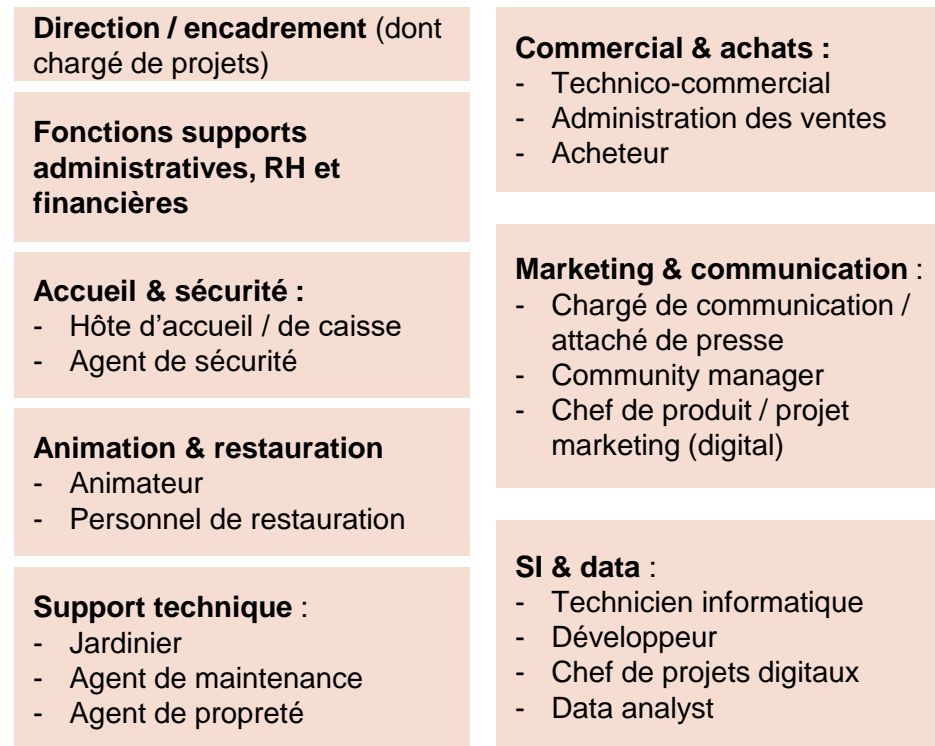 Direction / encadrement (dont
chargé de projets)
Fonctions supports
administratives, RH et
financières
Accueil & sécurité :
- Hôte d’accueil / de caisse
- Agent de sécurité
Animation & restauration
- Animateur
- Personnel de restauration
Support technique :
- Jardinier
- Agent de maintenance
- Agent de propreté
Commercial & achats :
- Technico-commercial
- Administration des ventes
- Acheteur
Marketing & communication :
- Chargé de communication /
attaché de presse
- Community manager
- Chef de produit / projet
marketing (digital)
SI & data :
- Technicien informatique
- Développeur
- Chef de projets digitaux
- Data analyst